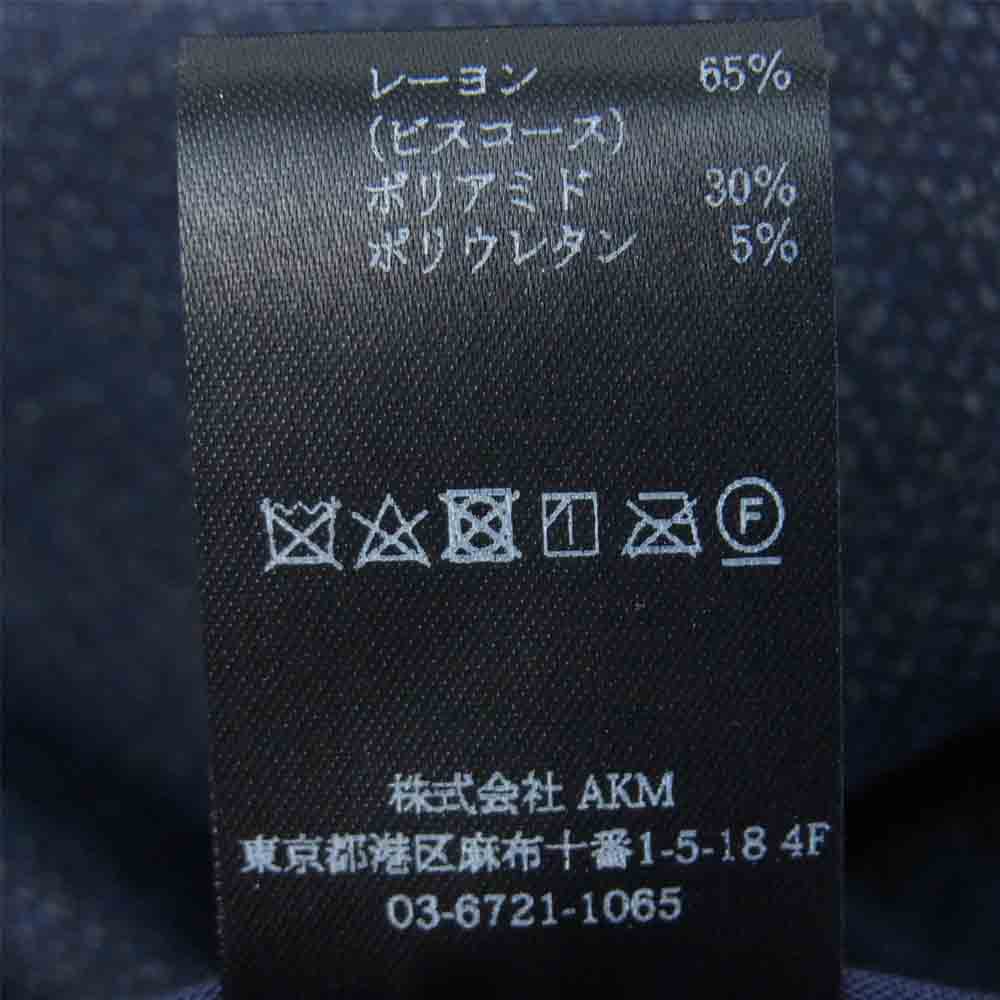 レーヨン 65%
(ビスコース)
ポリアミド 30%
ポリウレタン 5%
1 F
株式会社 AKM
東京都港区麻布十番1-5-18 4F
03-6721-1065